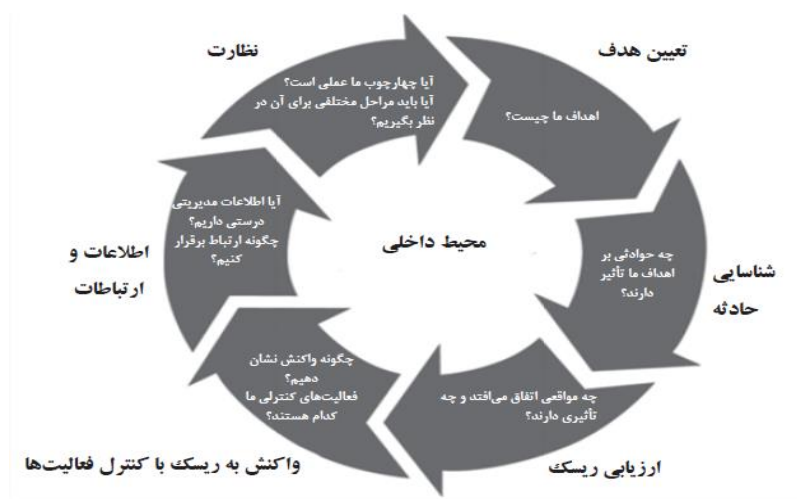 تعیین هدف
اهداف ما چیست؟
شناسایی
حادثه
چه حوادثی بر
اهداف ما تأثیر
دارند؟
ارزیابی ریسک
چه مواقعی اتفاق می‌افتد و چه
تأثیری دارند؟
واکنش به ریسک با کنترل فعالیت‌ها
چگونه واکنش نشان
دهیم؟
فعالیت‌های کنترلی ما
کدام هستند؟
اطلاعات و
ارتباطات
آیا اطلاعات مدیریتی
درستی داریم؟
چگونه ارتباط برقرار
کنیم؟
نظارت
آیا چهارچوب ما عملی است؟
آیا باید مراحل مختلفی برای آن در
نظر بگیریم؟
محیط داخلی